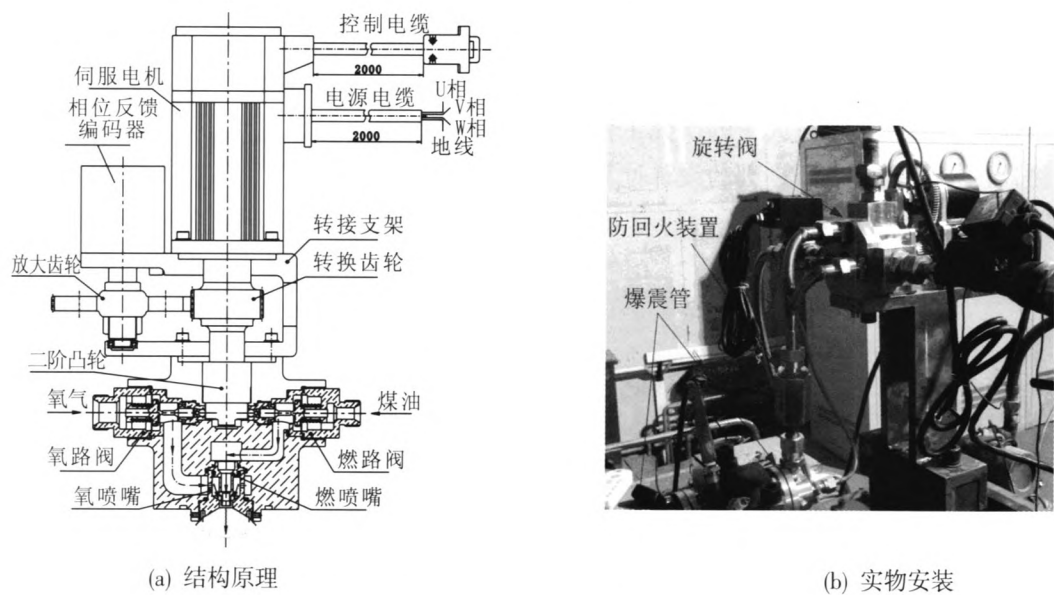 控制电缆
2000
伺服电机
U相
电源电缆
V相
相位反馈
W相
编码器
2000
地线
转接支架
放大齿轮
转换齿轮
二阶凸轮
氧气
煤油
氧路阀
燃路阀
氧喷嘴
燃喷嘴
(a) 结构原理
旋转阀
防回火装置
爆震管
(b) 实物安装